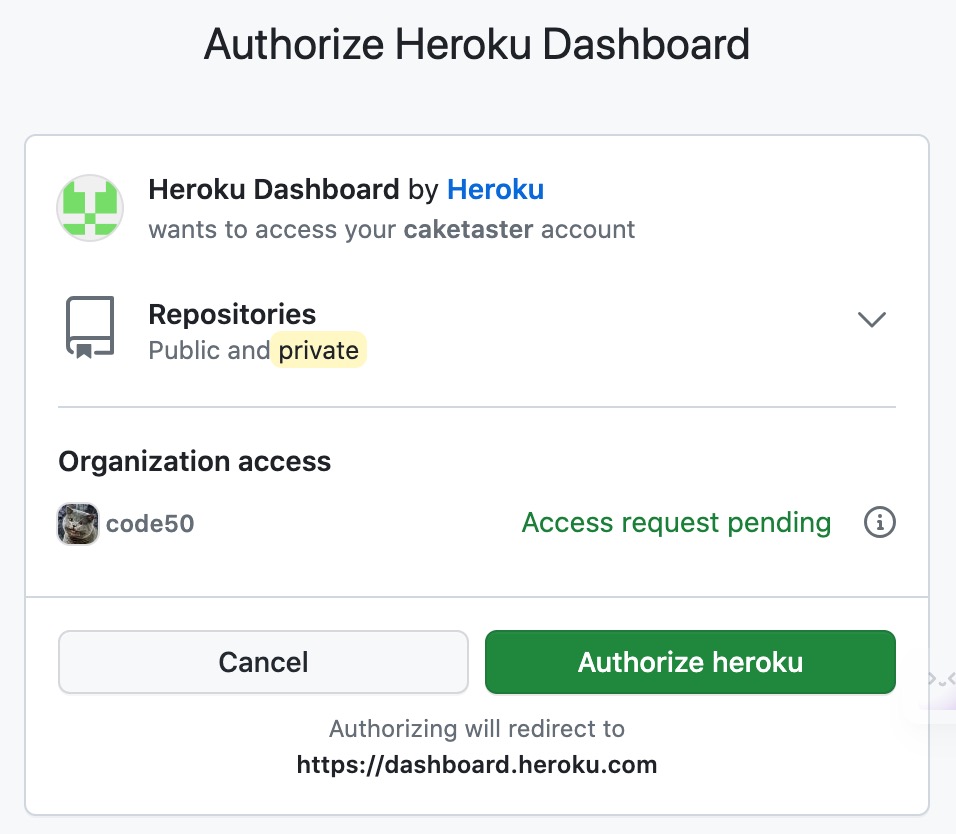 Authorize Heroku Dashboard
Heroku Dashboard by Heroku
wants to access your caketaster account
Repositories
Public and private
Organization access
code50 Access request pending
Cancel Authorize heroku
Authorizing will redirect to
https://dashboard.heroku.com